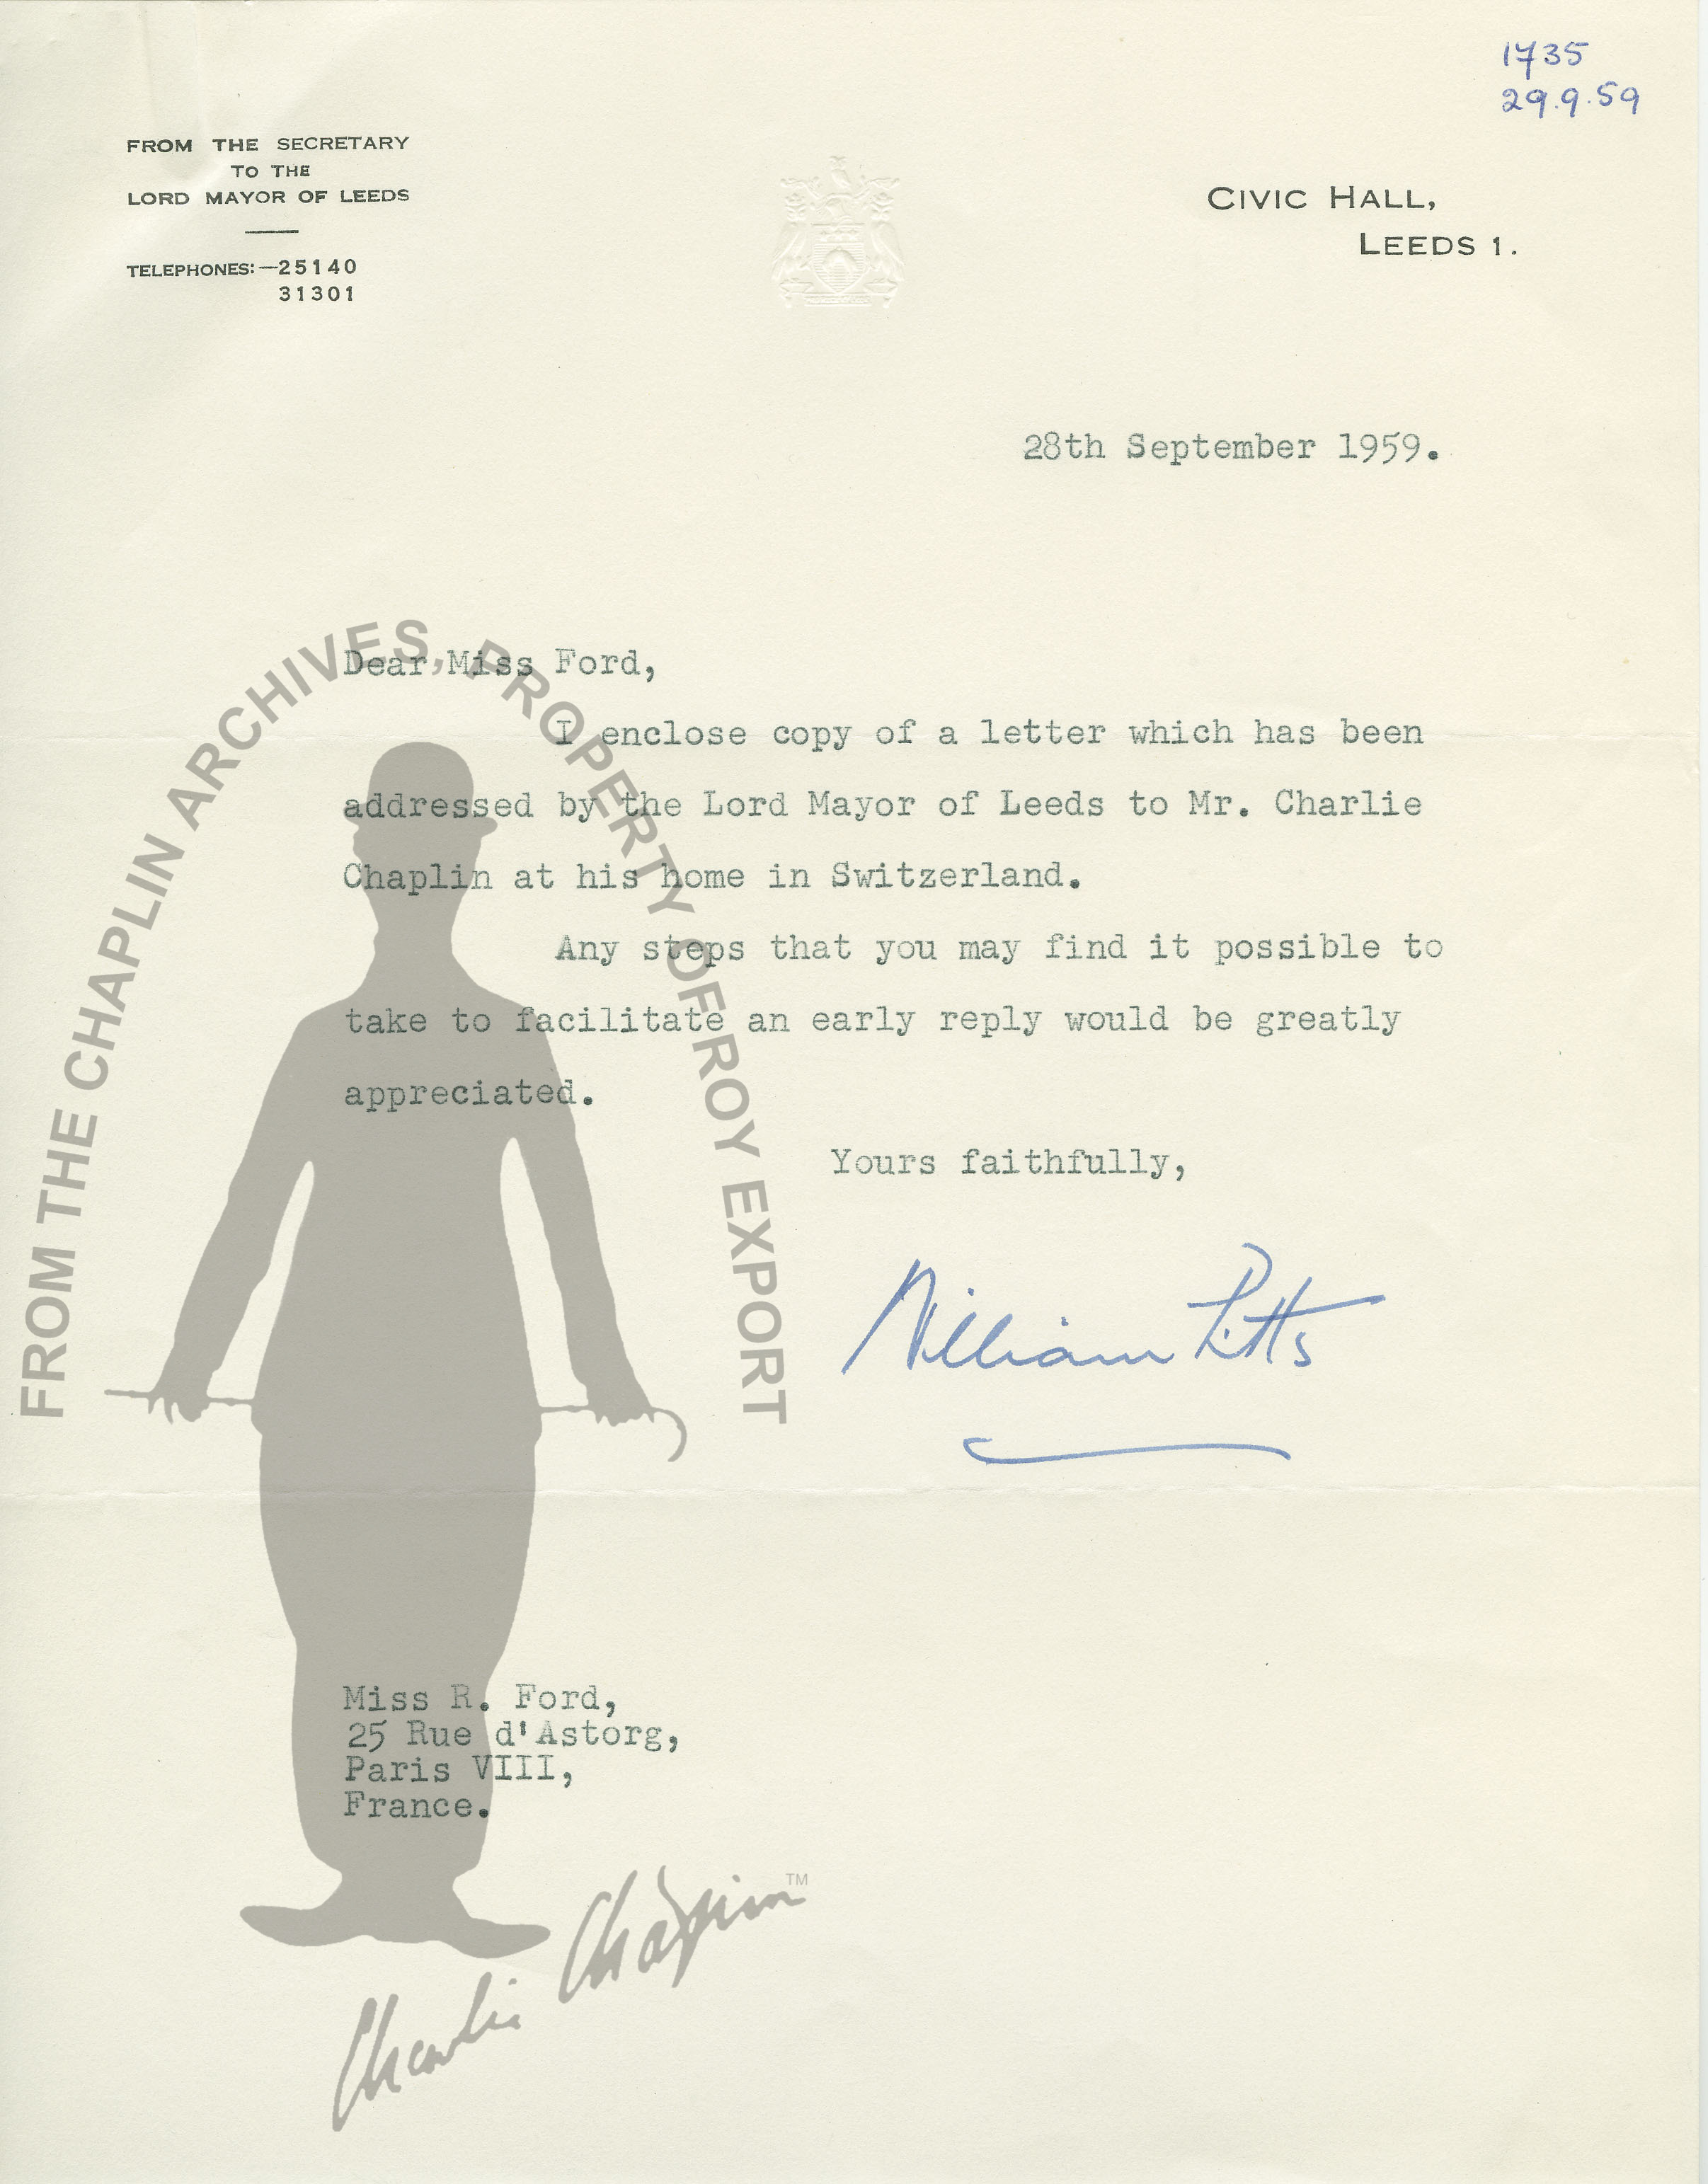 1735
29.9.59
FROM THE SECRETARY
TO THE
LORD MAYOR OF LEEDS
TELEPHONES:—25140
31301
CIVIC HALL,
LEEDS 1.
28th September 1959.
Dear Miss Ford,
I enclose copy of a letter which has been
addressed by the Lord Mayor of Leeds to Mr. Charlie
Chaplin at his home in Switzerland.
Any steps that you may find it possible to
take to facilitate an early reply would be greatly
appreciated.
Yours faithfully,
William Pitts
Miss R. Ford,
25 Rue d'Astorg,
Paris VIII,
France.
FROM THE CHAPLIN ARCHIVES, PROPERTY OF ROY EXPORT
Charlie Chaplin TM